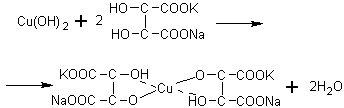 Cu(OH)2 + 2 HO COOK
HO COONa
KOOC OH Cu O COOK + 2H2O
NaOOC O HO COONa